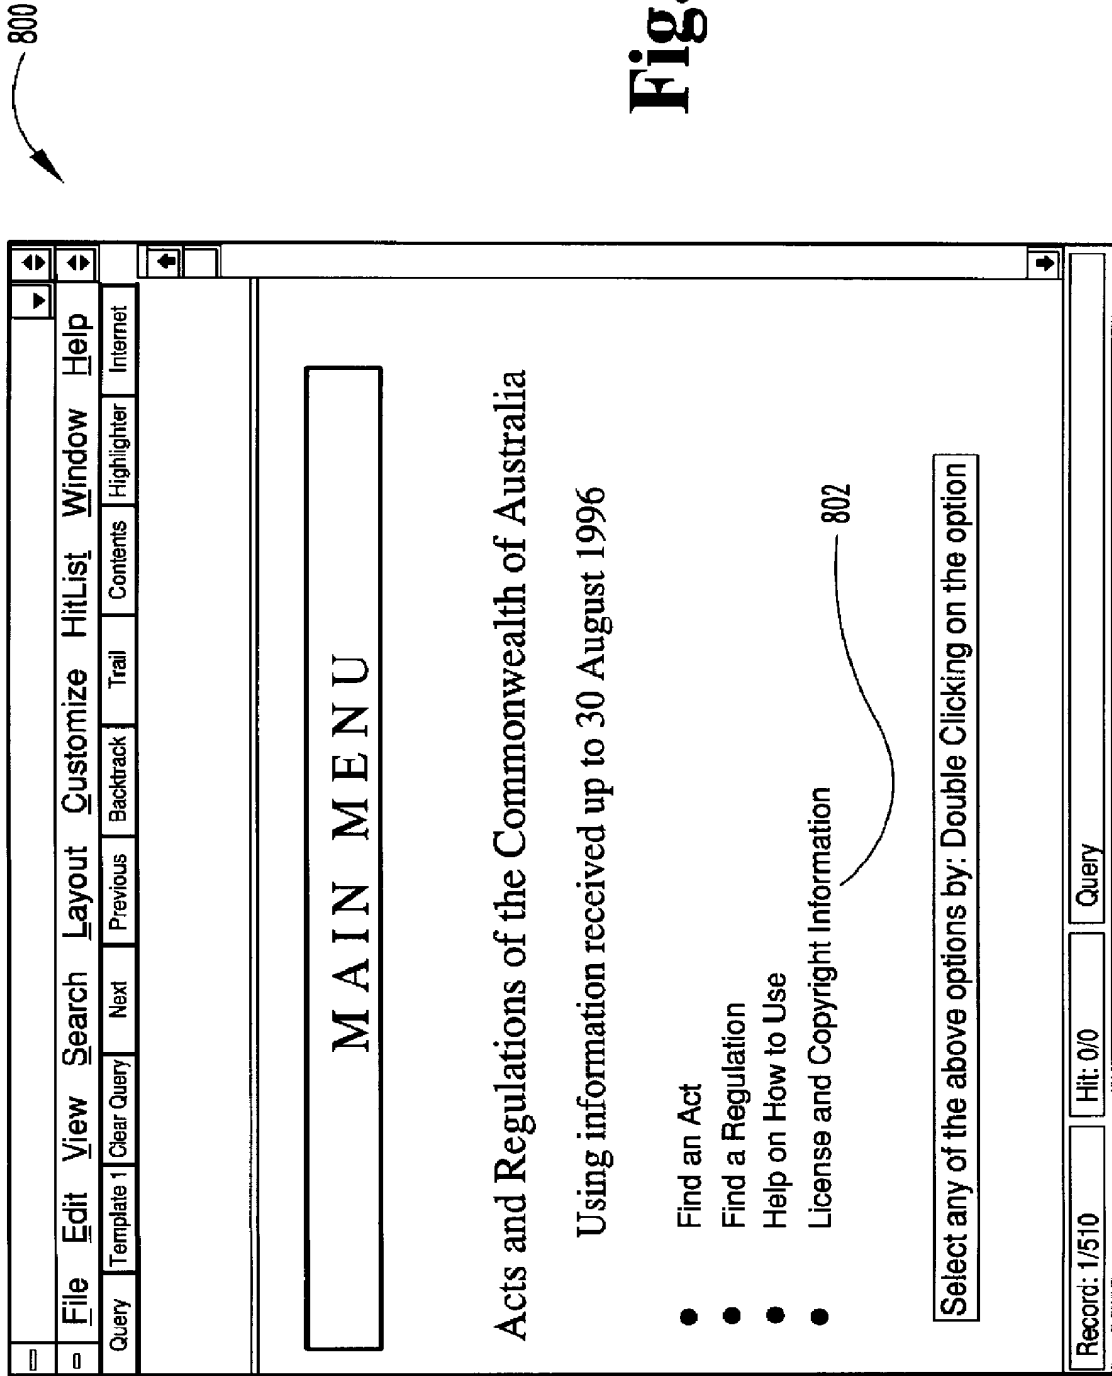 800
File Edit View Search Layout Customize HitList Window Help
Query Template 1 Clear Query Next Previous Backtrack Trail Contents Highlighter Internet
MAIN MENU
Acts and Regulations of the Commonwealth of Australia
Using information received up to 30 August 1996
• Find an Act
• Find a Regulation
• Help on How to Use
• License and Copyright Information
802
Select any of the above options by: Double Clicking on the option
Record: 1/510 Hit: 0/0 Query
Fig.